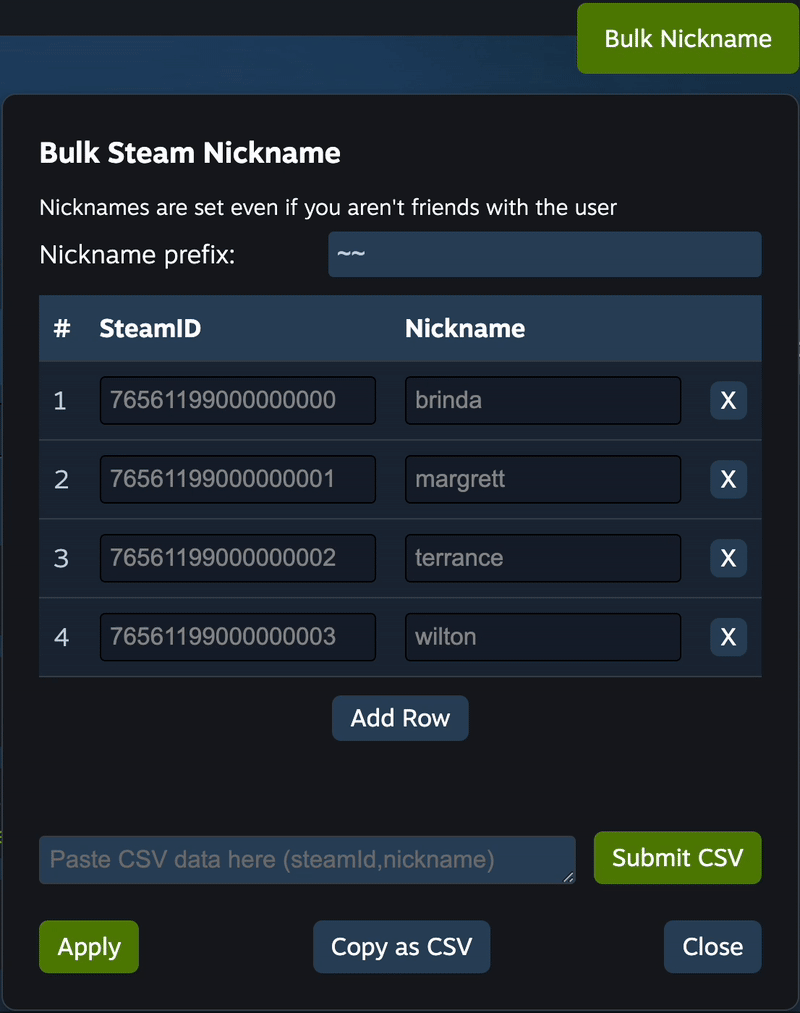 Bulk Nickname
Bulk Steam Nickname
Nicknames are set even if you aren't friends with the user
Nickname prefix: ~~
# SteamID Nickname
1 76561199000000000 brinda X
2 76561199000000001 margrett X
3 76561199000000002 terrance X
4 76561199000000003 wilton X
Add Row
Paste CSV data here (steamId,nickname) Submit CSV
Apply Copy as CSV Close